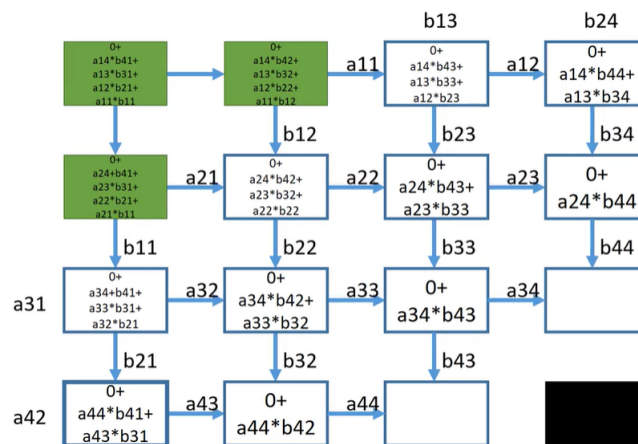 b13 b24
0+
a14*b41+
a13*b31+
a12*b21+
a11*b11
0+
a14*b42+
a13*b32+
a12*b22+
a11*b12
a11
0+
a14*b43+
a13*b33+
a12*b23
a12
0+
a14*b44+
a13*b34
b12 b23 b34
0+
a24+b41+
a23*b31+
a22*b21+
a21*b11
a21
0+
a24*b42+
a23*b32+
a22*b22
a22
0+
a24*b43+
a23*b33
a23
0+
a24*b44
b11 b22 b33 b44
a31
0+
a34+b41+
a33*b31+
a32*b21
a32
0+
a34*b42+
a33*b32
a33
0+
a34*b43
a34
b21 b32 b43
a42
0+
a44*b41+
a43*b31
a43
0+
a44*b42
a44